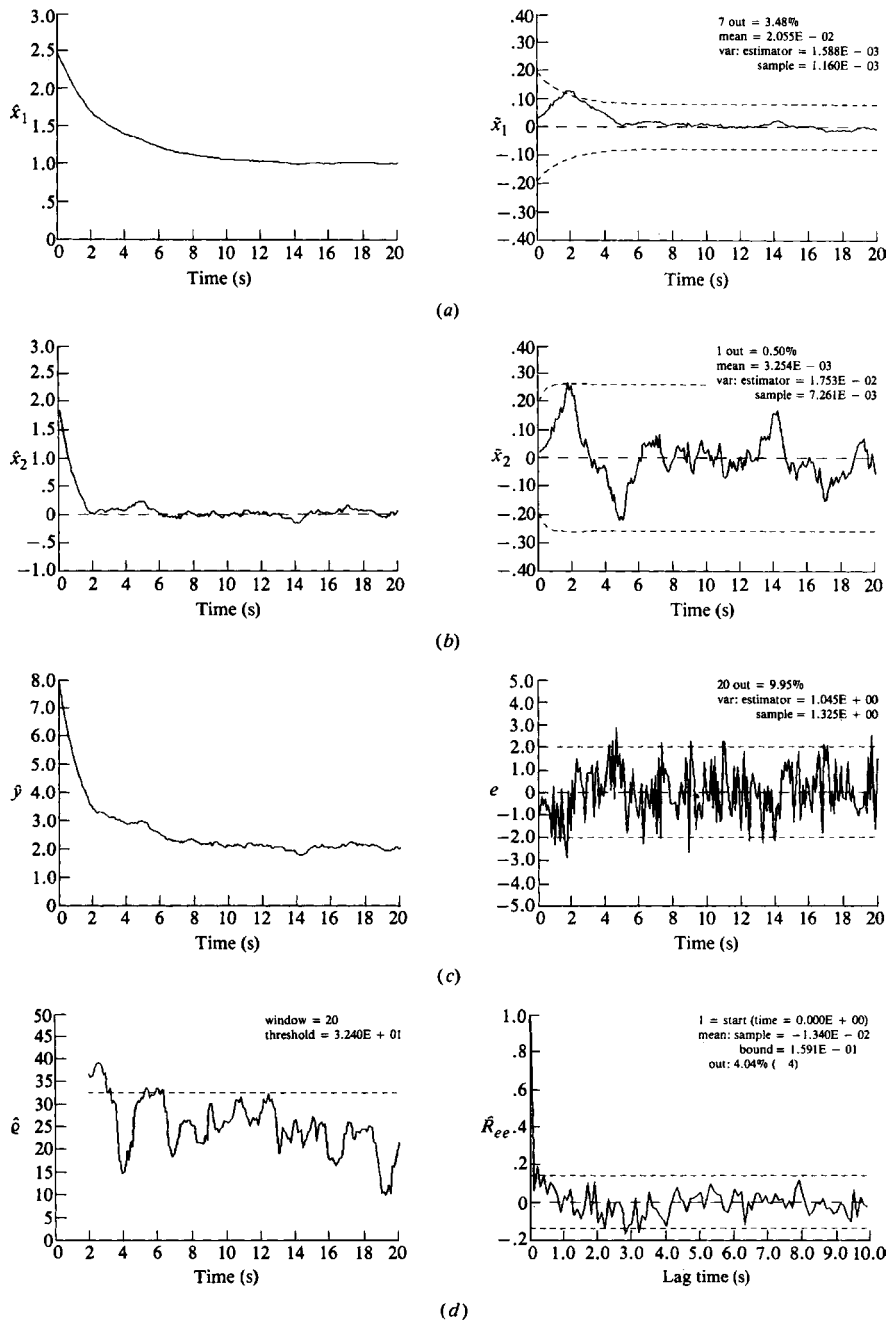 3.0
2.5
2.0
x̂1 1.5
1.0
.5
0
0 2 4 6 8 10 12 14 16 18 20
Time (s)
.40
.30
.20
.10
x̃1 0
−.10
−.20
−.30
−.40
0 2 4 6 8 10 12 14 16 18 20
Time (s)
7 out = 3.48%
mean = 2.055E − 02
var: estimator = 1.588E − 03
sample = 1.160E − 03
(a)
3.0
2.5
2.0
1.5
x̂2 1.0
.5
0
−.5
−1.0
0 2 4 6 8 10 12 14 16 18 20
Time (s)
.40
.30
.20
.10
x̃2 0
−.10
−.20
−.30
−.40
0 2 4 6 8 10 12 14 16 18 20
Time (s)
1 out = 0.50%
mean = 3.254E − 03
var: estimator = 1.753E − 02
sample = 7.261E − 03
(b)
8.0
7.0
6.0
5.0
ŷ 4.0
3.0
2.0
1.0
0.0
0 2 4 6 8 10 12 14 16 18 20
Time (s)
5.0
4.0
3.0
2.0
1.0
e 0
−1.0
−2.0
−3.0
−4.0
−5.0
0 2 4 6 8 10 12 14 16 18 20
Time (s)
20 out = 9.95%
var: estimator = 1.045E + 00
sample = 1.325E + 00
(c)
50
45
40
35
30
ϱ̂ 25
20
15
10
5
0
2 4 6 8 10 12 14 16 18 20
Time (s)
window = 20
threshold = 3.240E + 01
1.0
.8
.6
R̂ee .4
.2
0
−.2
0.0 1.0 2.0 3.0 4.0 5.0 6.0 7.0 8.0 9.0 10.0
Lag time (s)
1 = start (time = 0.000E + 00)
mean: sample = −1.340E − 02
bound = 1.591E − 01
out: 4.04% ( 4)
(d)